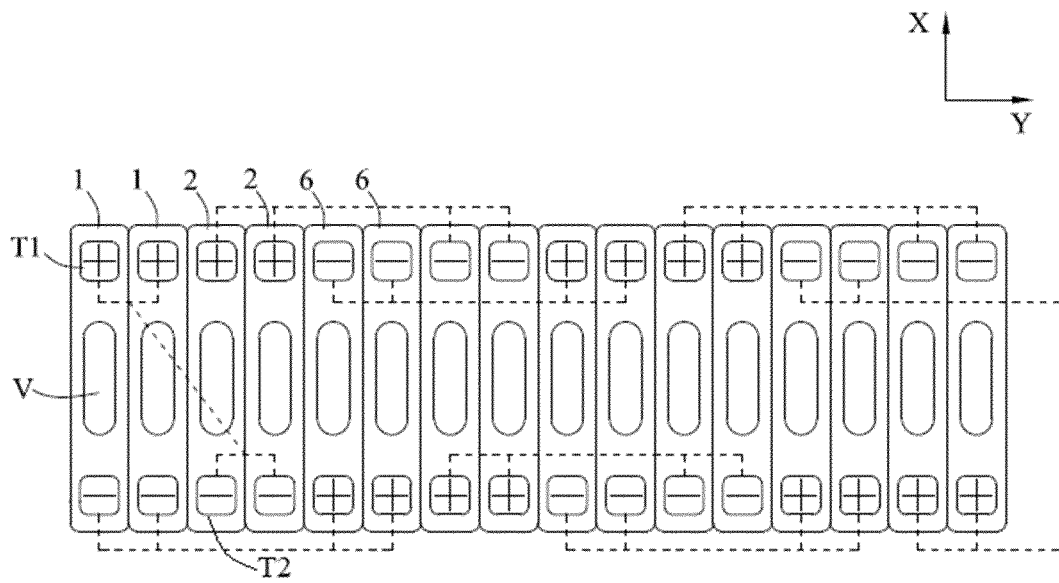 X
Y
1 1 2 2 6 6
T1 + + + + − − − − + + + + − − − −
V
− − − − + + + + − − − − + + + +
T2